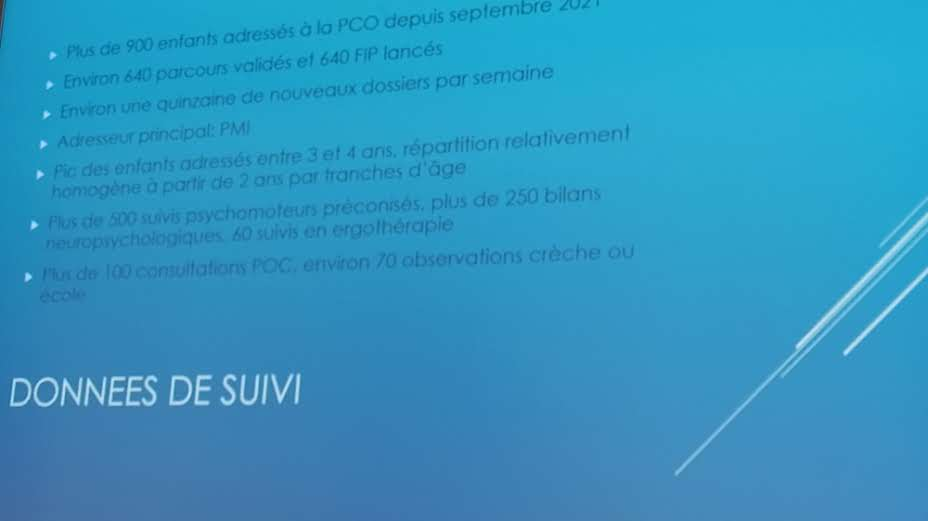 Plus de 900 enfants adressés à la PCO depuis septembre 2021
Environ 640 parcours validés et 640 FIP lancés
Environ une quinzaine de nouveaux dossiers par semaine
Adresseur principal: PMI
Pic des enfants adressés entre 3 et 4 ans, répartition relativement
homogène à partir de 2 ans par tranches d'âge
Plus de 500 suivis psychomoteurs préconisés, plus de 250 bilans
neuropsychologiques, 60 suivis en ergothérapie
Plus de 100 consultations POC, environ 70 observations crèche ou
école
DONNEES DE SUIVI